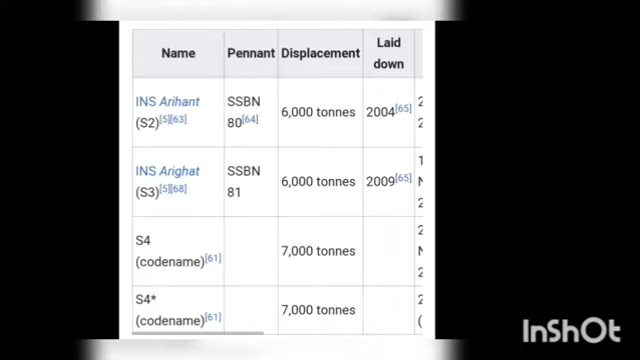 Name Pennant Displacement Laid down
INS Arihant (S2)[5][63] SSBN 80[64] 6,000 tonnes 2004[65]
INS Arighat (S3)[5][68] SSBN 81 6,000 tonnes 2009[65]
S4 (codename)[61] 7,000 tonnes
S4* (codename)[61] 7,000 tonnes
InShOt